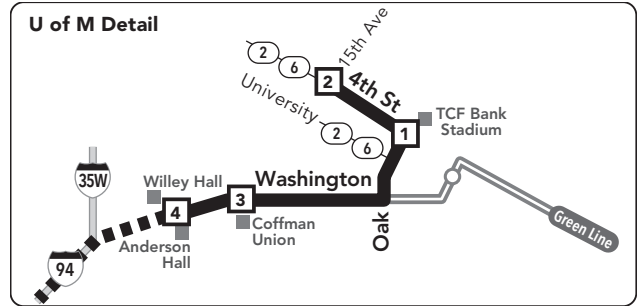 U of M Detail
15th Ave
2
6
2
4th St
University
2
6
1
TCF Bank
Stadium
35W
Willey Hall
Washington
3
4
Coffman
Union
Oak
Anderson
Hall
Green Line
94